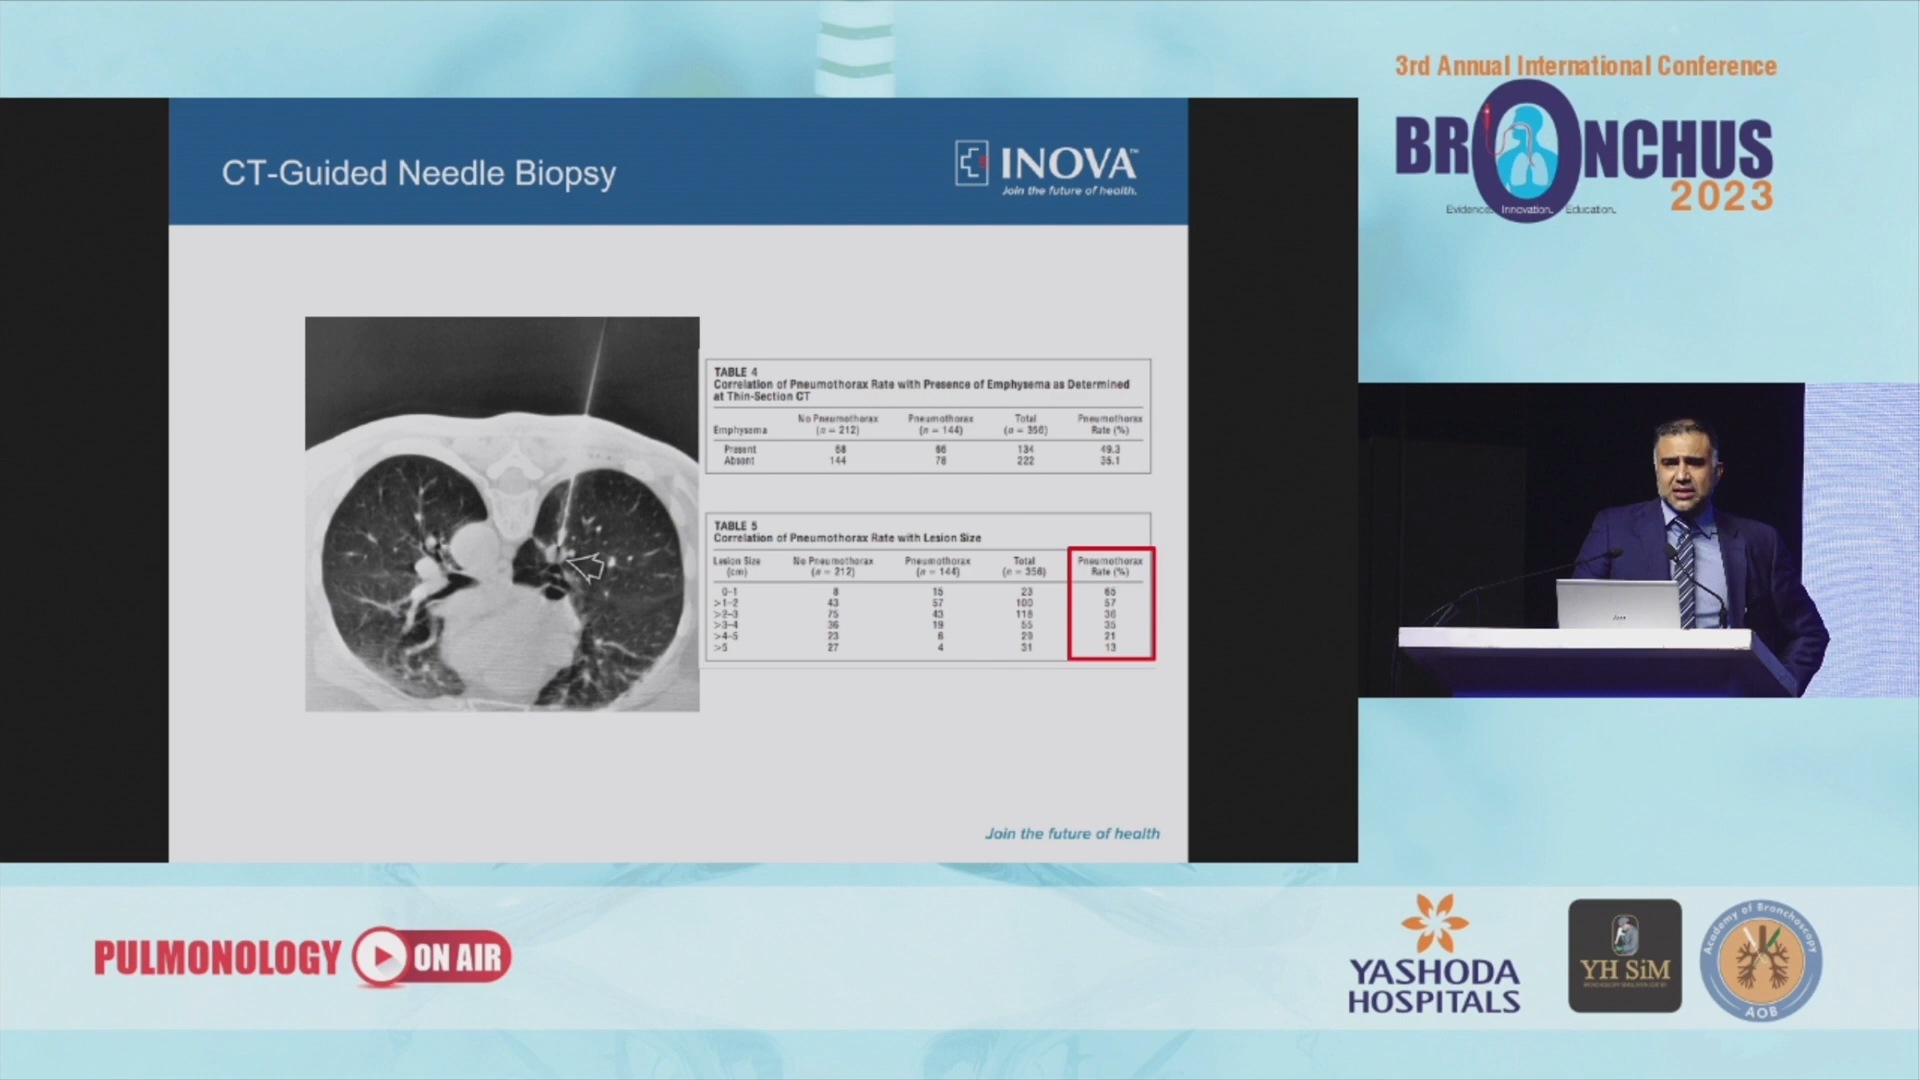 3rd Annual International Conference
BRONCHUS
2023
Evidence. Innovation. Education.
CT-Guided Needle Biopsy
INOVA™
Join the future of health.
TABLE 4
Correlation of Pneumothorax Rate with Presence of Emphysema as Determined
at Thin-Section CT
Emphysema No Pneumothorax (n = 212) Pneumothorax (n = 144) Total (n = 356) Pneumothorax Rate (%)
Present 68 66 134 49.3
Absent 144 78 222 35.1
TABLE 5
Correlation of Pneumothorax Rate with Lesion Size
Lesion Size (cm) No Pneumothorax (n = 212) Pneumothorax (n = 144) Total (n = 356) Pneumothorax Rate (%)
0-1 8 15 23 65
>1-2 43 57 100 57
>2-3 75 43 118 36
>3-4 36 19 55 35
>4-5 23 6 29 21
>5 27 4 31 13
Join the future of health
PULMONOLOGY ON AIR
YASHODA
HOSPITALS
YH SiM
Academy of Bronchoscopy
AOB